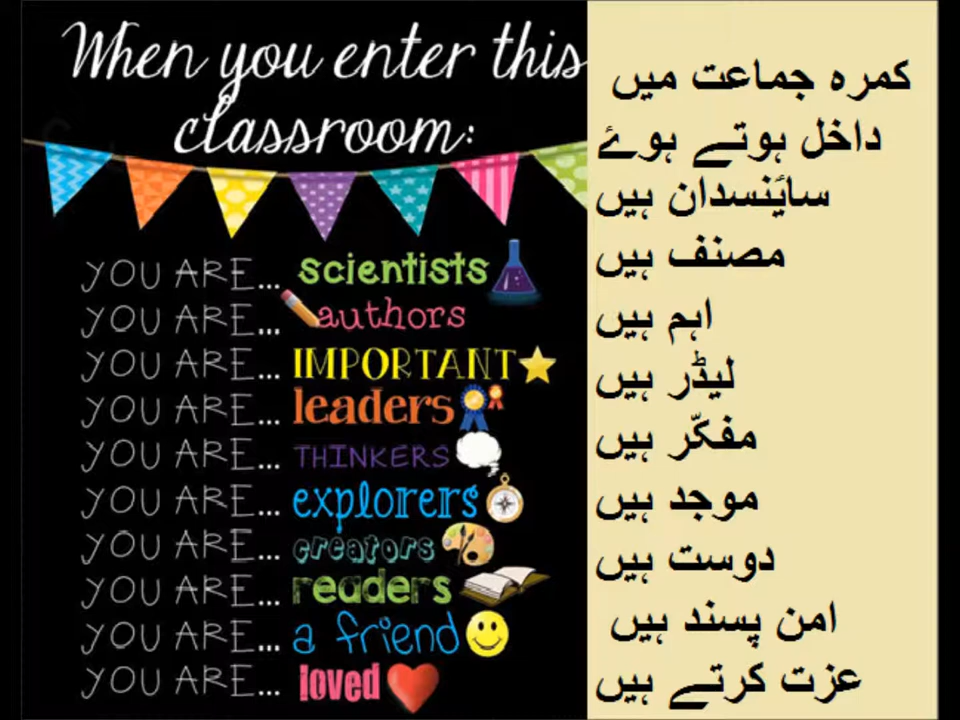 When you enter this
classroom:
YOU ARE... scientists
YOU ARE... authors
YOU ARE... IMPORTANT
YOU ARE... leaders
YOU ARE... THINKERS
YOU ARE... explorers
YOU ARE... creators
YOU ARE... readers
YOU ARE... a friend
YOU ARE... loved
کمرہ جماعت میں
داخل ہوتے ہوۓ
سائنسدان ہیں
مصنف ہیں
اہم ہیں
لیڈر ہیں
مفکّر ہیں
موجد ہیں
دوست ہیں
امن پسند ہیں
عزت کرتے ہیں